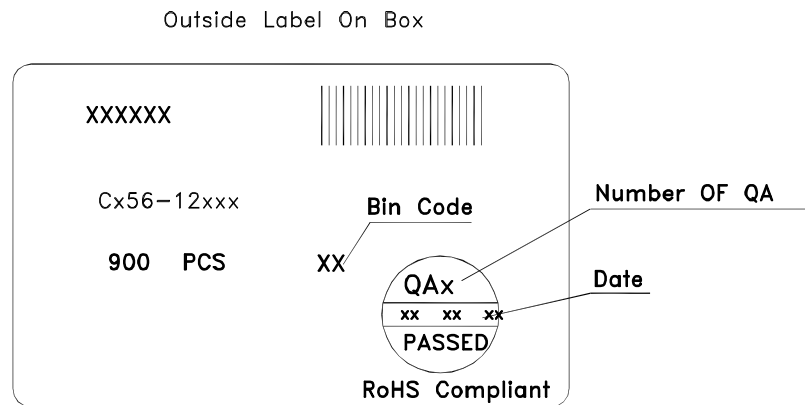 Outside Label On Box
XXXXXX
Cx56-12xxx
Bin Code
Number OF QA
900 PCS
XX
QAx
Date
xx xx xx
PASSED
RoHS Compliant